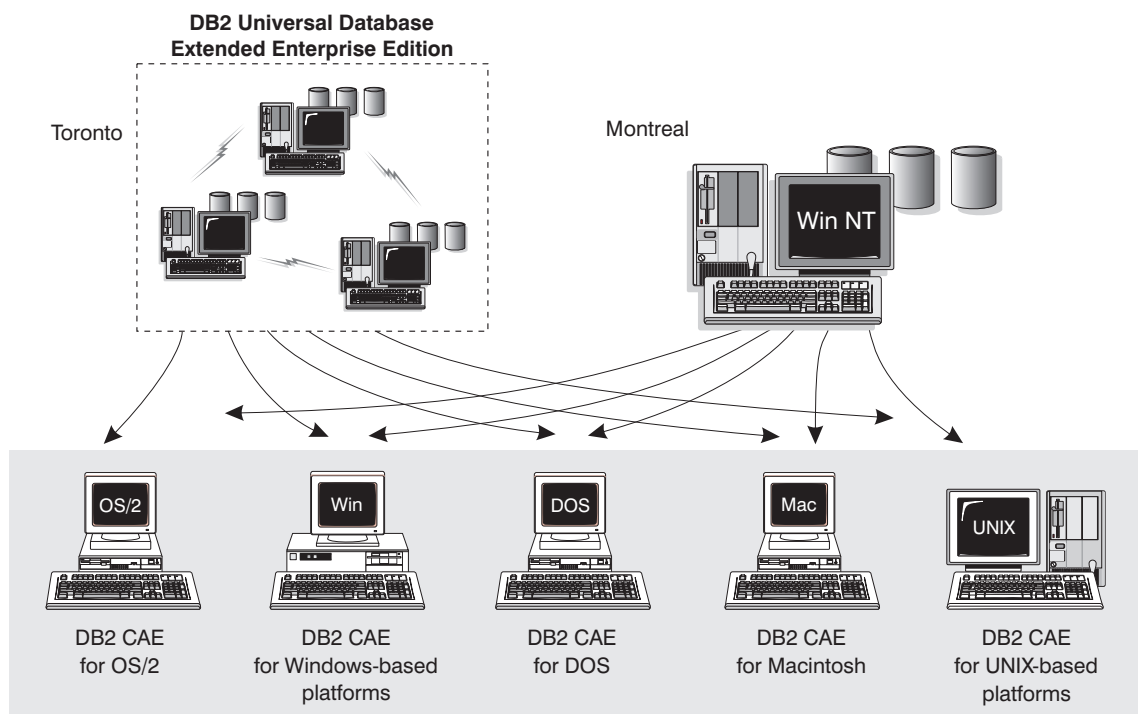 DB2 Universal Database
Extended Enterprise Edition
Toronto
Montreal
Win NT
OS/2
Win
DOS
Mac
UNIX
DB2 CAE
for OS/2
DB2 CAE
for Windows-based
platforms
DB2 CAE
for DOS
DB2 CAE
for Macintosh
DB2 CAE
for UNIX-based
platforms